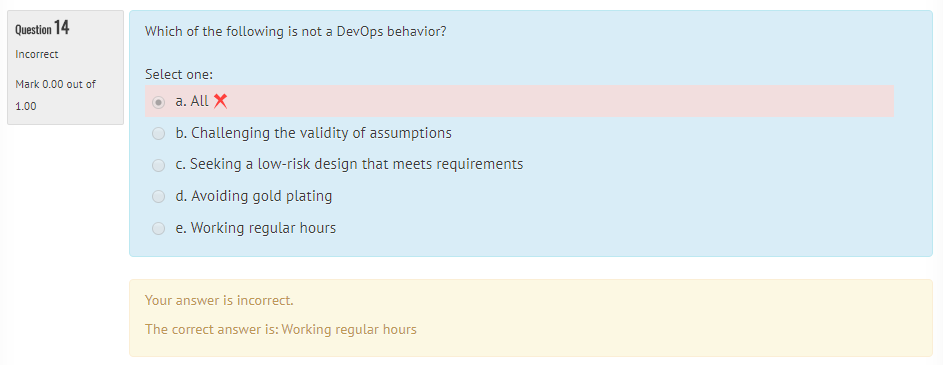 Question 14
Incorrect
Mark 0.00 out of
1.00
Which of the following is not a DevOps behavior?
Select one:
a. All
b. Challenging the validity of assumptions
c. Seeking a low-risk design that meets requirements
d. Avoiding gold plating
e. Working regular hours
Your answer is incorrect.
The correct answer is: Working regular hours